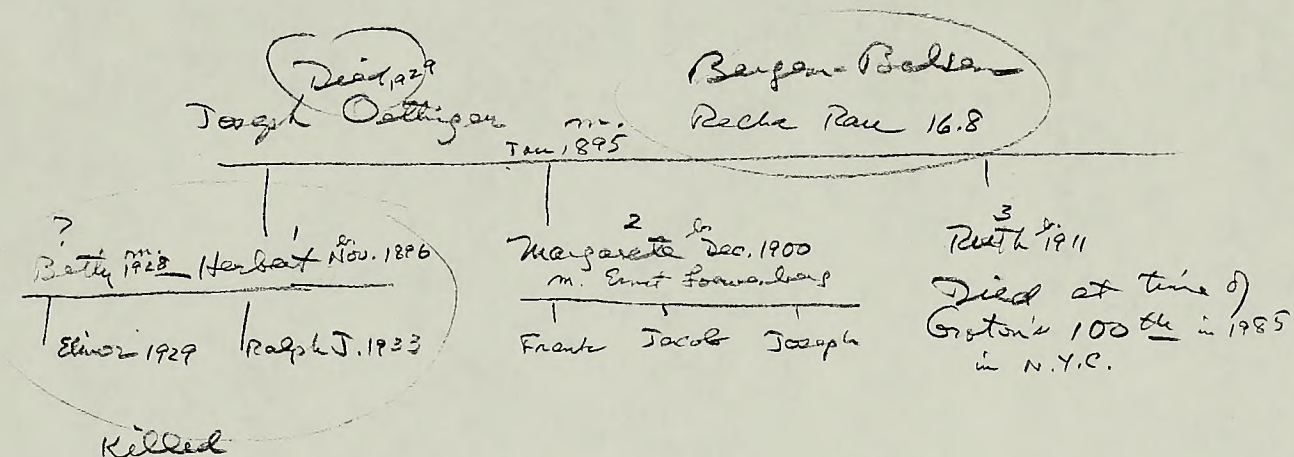 Died 1929
Joseph Oettinger m. Jan. 1895
Bergen-Belsen
Recha Rau 16.8
?
Betty m. 1928 Herbert 1 b. Nov. 1896
Elinor 1929 Ralph J. 1933
Killed
2
Margarete b. Dec. 1900
m. Ernst
Frank Jacob Joseph
3
Ruth b. 1911
Died at time of
Groton's 100th in 1985
in N.Y.C.